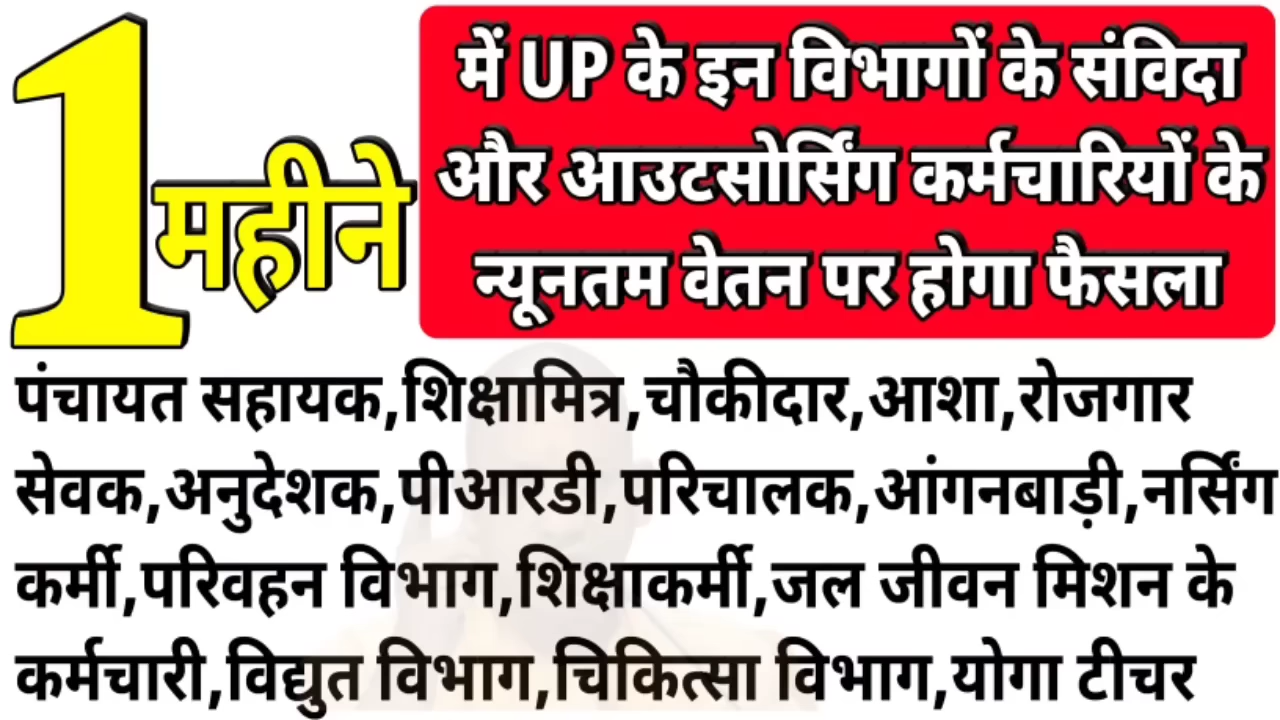 1 महीने
में UP के इन विभागों के संविदा
और आउटसोर्सिंग कर्मचारियों के
न्यूनतम वेतन पर होगा फैसला
पंचायत सहायक,शिक्षामित्र,चौकीदार,आशा,रोजगार
सेवक,अनुदेशक,पीआरडी,परिचालक,आंगनबाड़ी,नर्सिंग
कर्मी,परिवहन विभाग,शिक्षाकर्मी,जल जीवन मिशन के
कर्मचारी,विद्युत विभाग,चिकित्सा विभाग,योगा टीचर